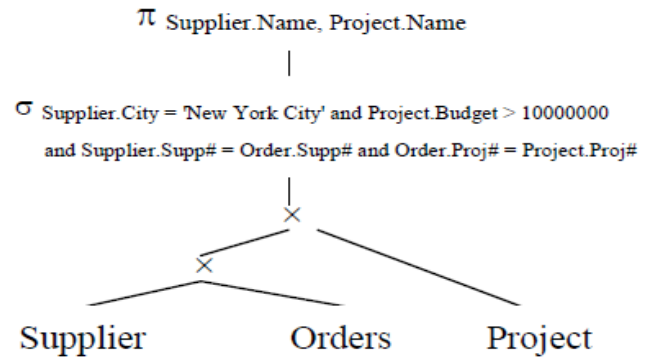 π Supplier.Name, Project.Name
σ Supplier.City = 'New York City' and Project.Budget > 10000000
and Supplier.Supp# = Order.Supp# and Order.Proj# = Project.Proj#
×
×
Supplier Orders Project